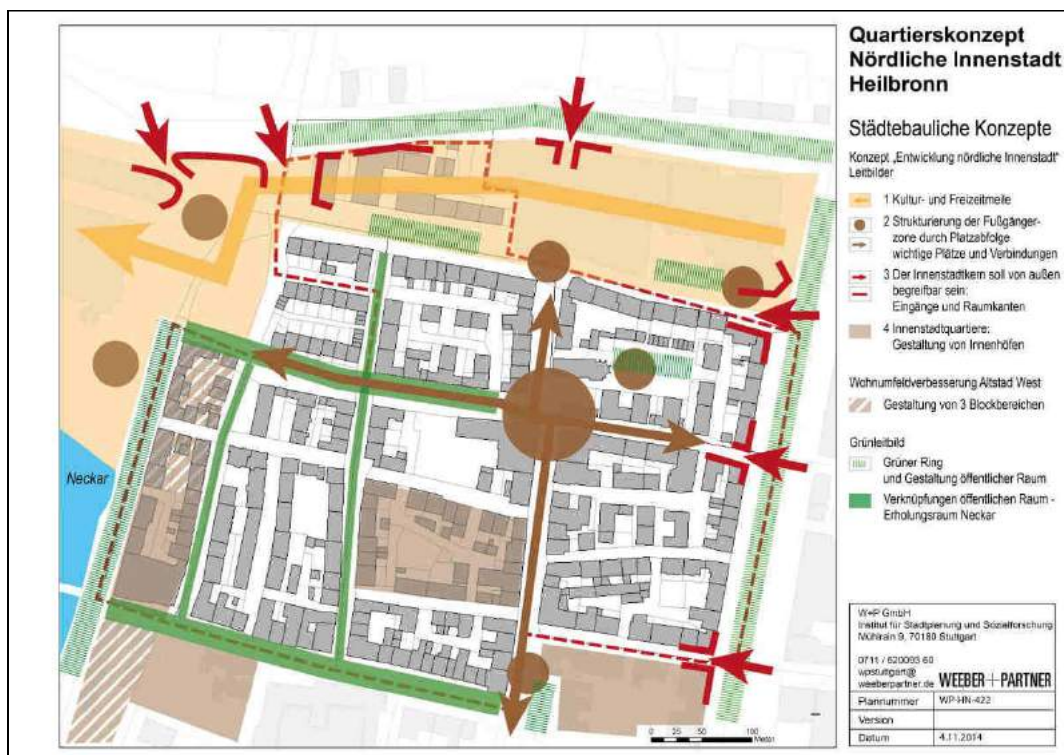 Quartierskonzept
Nördliche Innenstadt
Heilbronn
Städtebauliche Konzepte
Konzept „Entwicklung nördliche Innenstadt"
Leitbilder
1 Kultur- und Freizeitmeile
2 Strukturierung der Fußgänger-
zone durch Platzabfolge
wichtige Plätze und Verbindungen
3 Der Innenstadtkern soll von außen
begreifbar sein:
Eingänge und Raumkanten
4 Innenstadtquartiere:
Gestaltung von Innenhöfen
Wohnumfeldverbesserung Altstad West
Gestaltung von 3 Blockbereichen
Grünleitbild
Grüner Ring
und Gestaltung öffentlicher Raum
Verknüpfungen öffentlichen Raum -
Erholungsraum Neckar
Neckar
W+P GmbH
Institut für Stadtplanung und Sozialforschung
Mühlrain 9, 70180 Stuttgart
0711 / 620093 60
wpstuttgart@
weeberpartner.de
WEEBER+PARTNER
Plannummer WP-HN-422
Version
Datum 4.11.2014
0 25 50 100
Meter